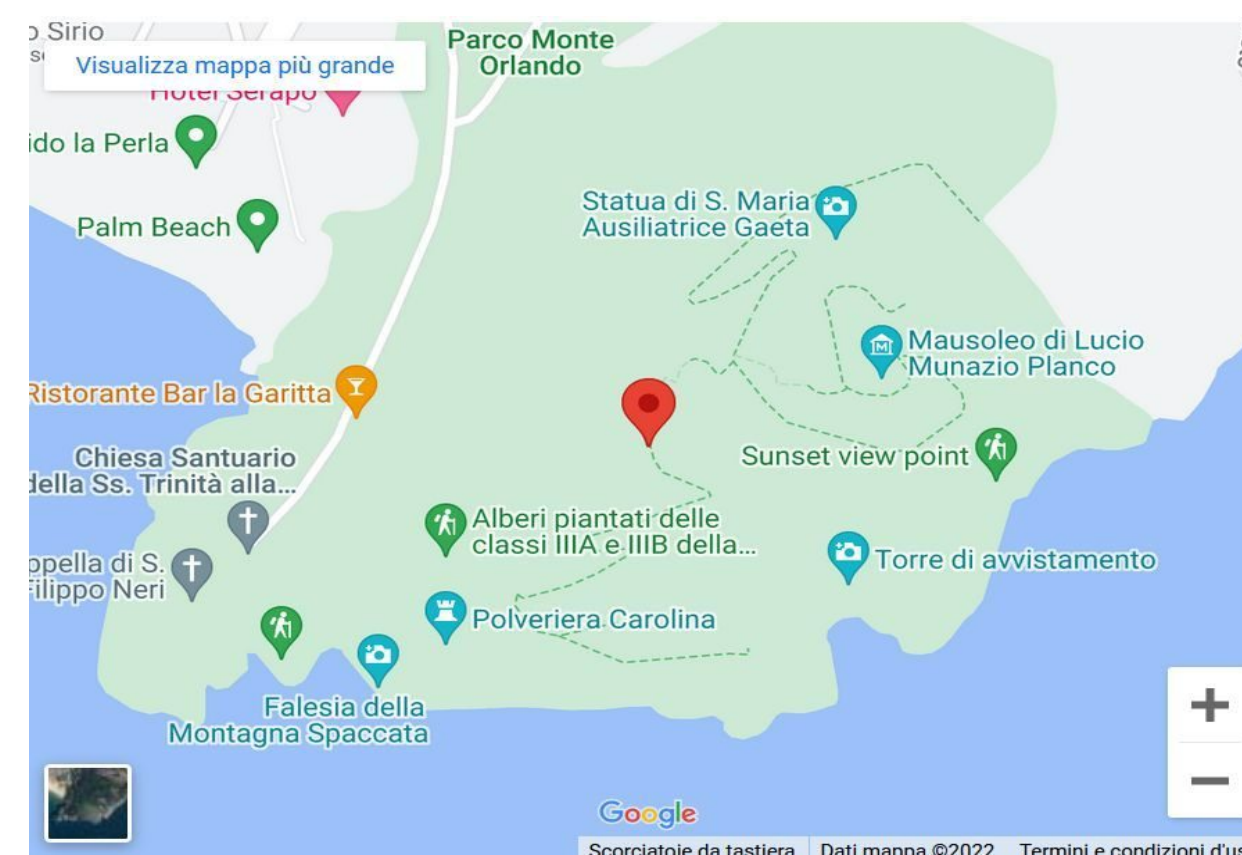 o Sirio
Visualizza mappa più grande
Hotel Serapo
Parco Monte
Orlando
ido la Perla
Palm Beach
Statua di S. Maria
Ausiliatrice Gaeta
Mausoleo di Lucio
Munazio Planco
Ristorante Bar la Garitta
Sunset view point
Chiesa Santuario
della Ss. Trinità alla...
Alberi piantati delle
classi IIIA e IIIB della...
ppella di S.
Filippo Neri
Torre di avvistamento
Polveriera Carolina
Falesia della
Montagna Spaccata
Google
Scorciatoie da tastiera
Dati mappa ©2022
Termini e condizioni d'us